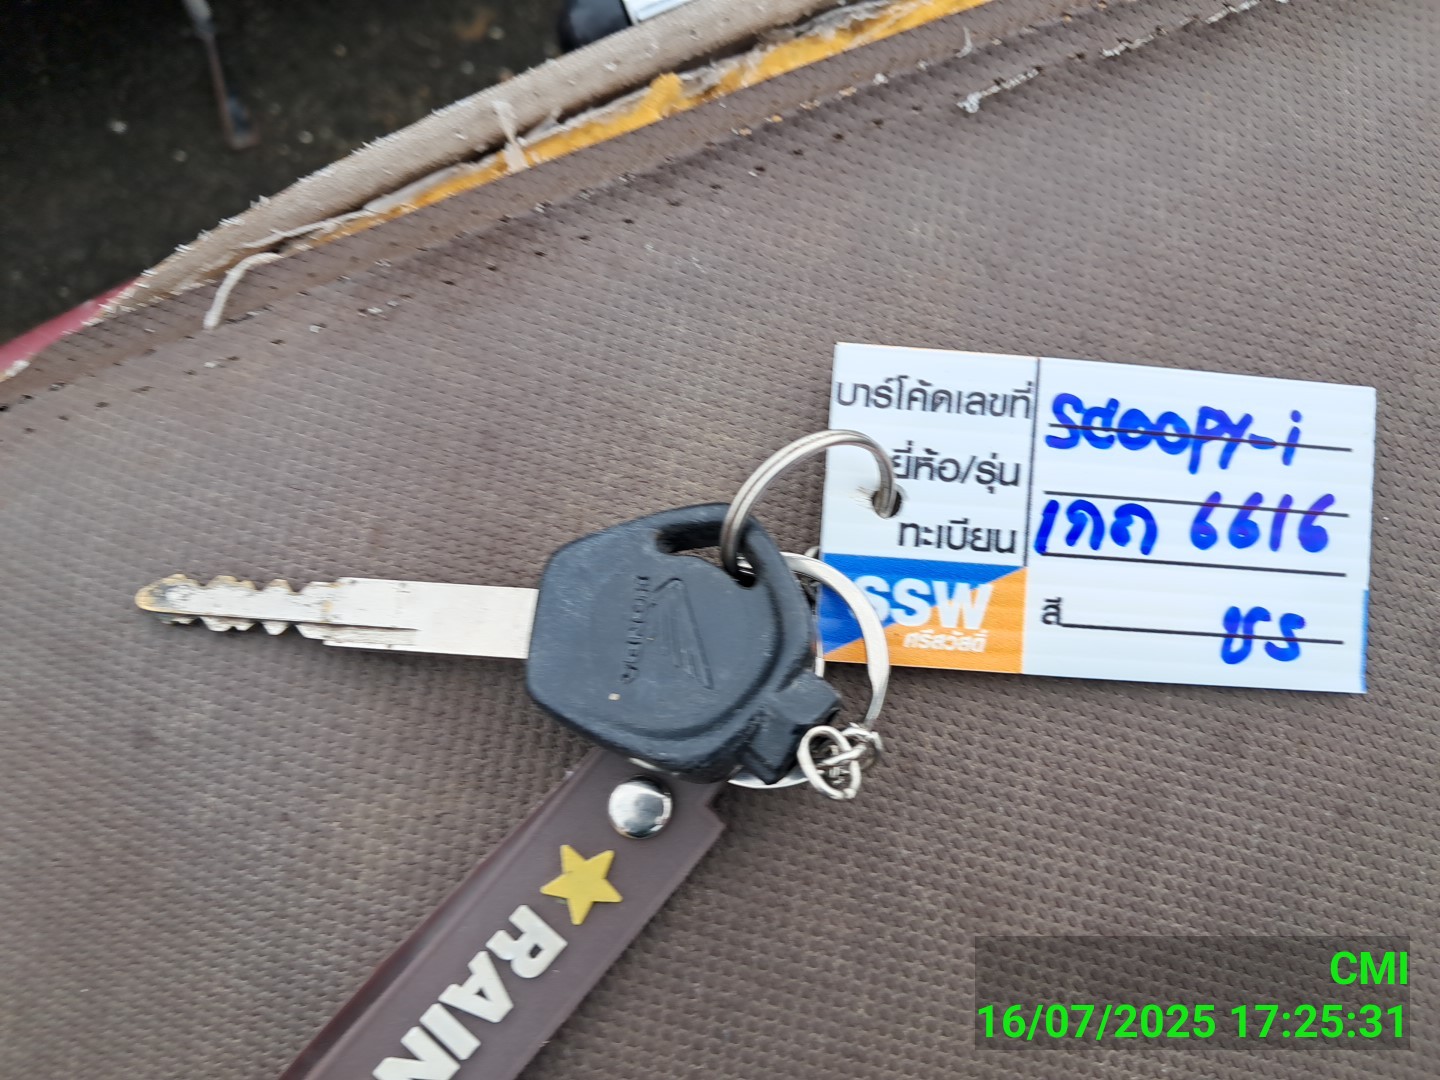 บาร์โค้ดเลขที่ Scoopy-i
ยี่ห้อ/รุ่น
ทะเบียน 1กถ 6616
สี ชร
SSW
ศรีสวัสดิ์
HONDA
RAIN
CMI
16/07/2025 17:25:31